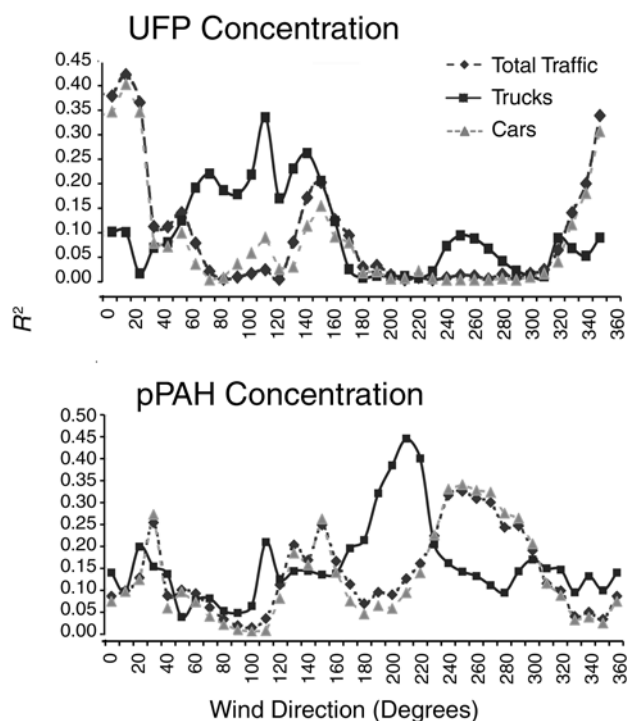 UFP Concentration
Total Traffic
Trucks
Cars
0.45
0.40
0.35
0.30
0.25
0.20
0.15
0.10
0.05
0.00
0 20 40 60 80 100 120 140 160 180 200 220 240 260 280 300 320 340 360
R²
pPAH Concentration
0.50
0.45
0.40
0.35
0.30
0.25
0.20
0.15
0.10
0.05
0.00
0 20 40 60 80 100 120 140 160 180 200 220 240 260 280 300 320 340 360
Wind Direction (Degrees)